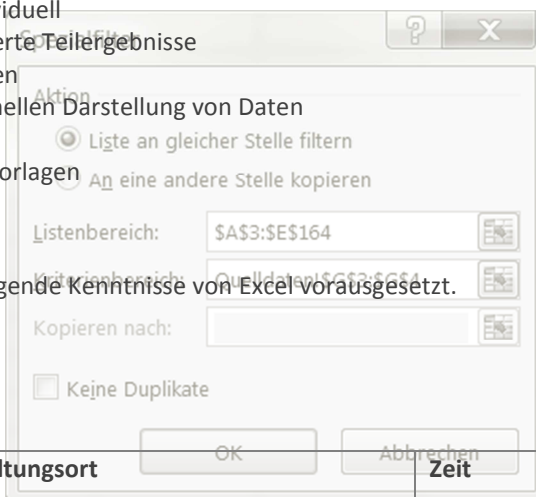 viduell
Spezialfilter
erte Teilergebnisse
en
Aktion
nellen Darstellung von Daten
Liste an gleicher Stelle filtern
orlagen
An eine andere Stelle kopieren
Listenbereich: $A$3:$E$164
gende Kenntnisse von Excel vorausgesetzt.
Kriterienbereich: Quelldaten!$G$3:$G$4
Kopieren nach:
Keine Duplikate
OK Abbrechen
ltungsort Zeit